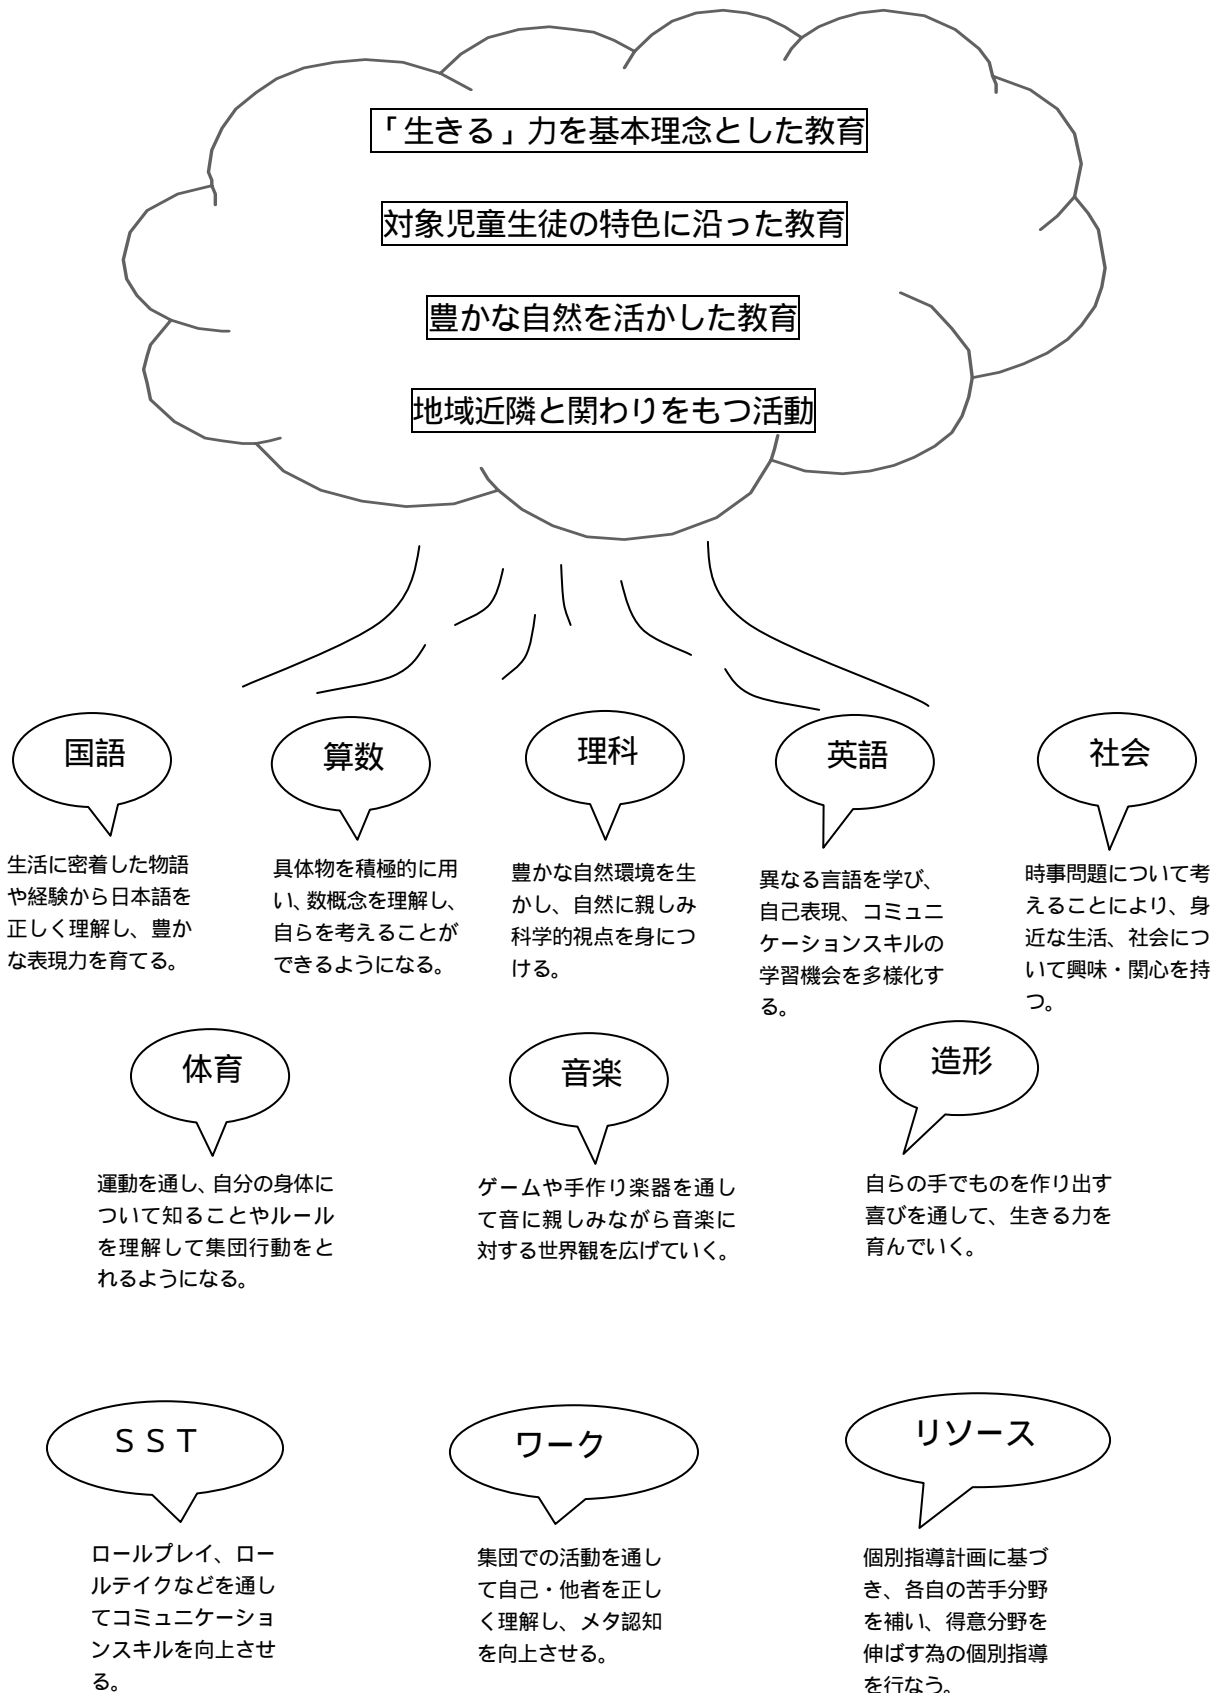 「生きる」力を基本理念とした教育
対象児童生徒の特色に沿った教育
豊かな自然を活かした教育
地域近隣と関わりをもつ活動
国語
生活に密着した物語
や経験から日本語を
正しく理解し、豊か
な表現力を育てる。
算数
具体物を積極的に用
い、数概念を理解し、
自らを考えることが
できるようになる。
理科
豊かな自然環境を生
かし、自然に親しみ
科学的視点を身につ
ける。
英語
異なる言語を学び、
自己表現、コミュニ
ケーションスキルの
学習機会を多様化す
る。
社会
時事問題について考
えることにより、身
近な生活、社会につ
いて興味・関心を持
つ。
体育
運動を通し、自分の身体に
ついて知ることやルール
を理解して集団行動をと
れるようになる。
音楽
ゲームや手作り楽器を通し
て音に親しみながら音楽に
対する世界観を広げていく。
造形
自らの手でものを作り出す
喜びを通して、生きる力を
育んでいく。
ＳＳＴ
ロールプレイ、ロー
ルテイクなどを通し
てコミュニケーショ
ンスキルを向上させ
る。
ワーク
集団での活動を通し
て自己・他者を正し
く理解し、メタ認知
を向上させる。
リソース
個別指導計画に基づ
き、各自の苦手分野
を補い、得意分野を
伸ばす為の個別指導
を行なう。